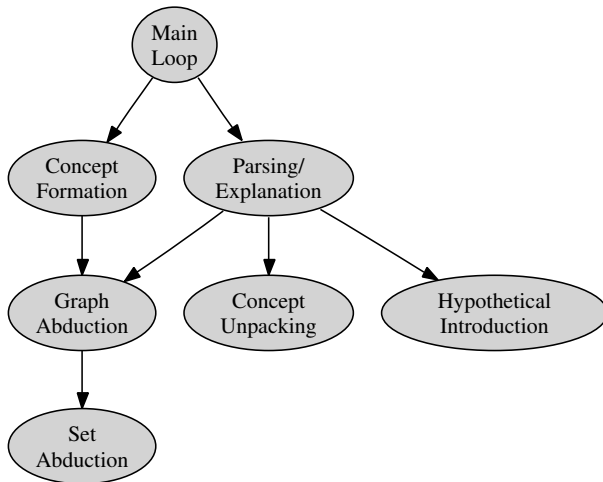 Main
Loop
Concept
Formation
Parsing/
Explanation
Graph
Abduction
Concept
Unpacking
Hypothetical
Introduction
Set
Abduction